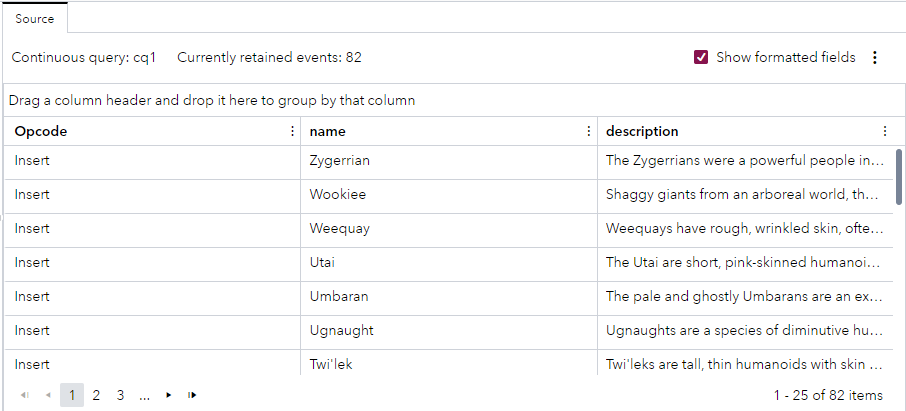 Source
Continuous query: cq1 Currently retained events: 82 Show formatted fields
Drag a column header and drop it here to group by that column
Opcode name description
Insert Zygerrian The Zygerrians were a powerful people in...
Insert Wookiee Shaggy giants from an arboreal world, th...
Insert Weequay Weequays have rough, wrinkled skin, ofte...
Insert Utai The Utai are short, pink-skinned humanoi...
Insert Umbaran The pale and ghostly Umbarans are an ex...
Insert Ugnaught Ugnaughts are a species of diminutive hu...
Insert Twi'lek Twi'leks are tall, thin humanoids with skin ...
1 2 3 ... 1 - 25 of 82 items